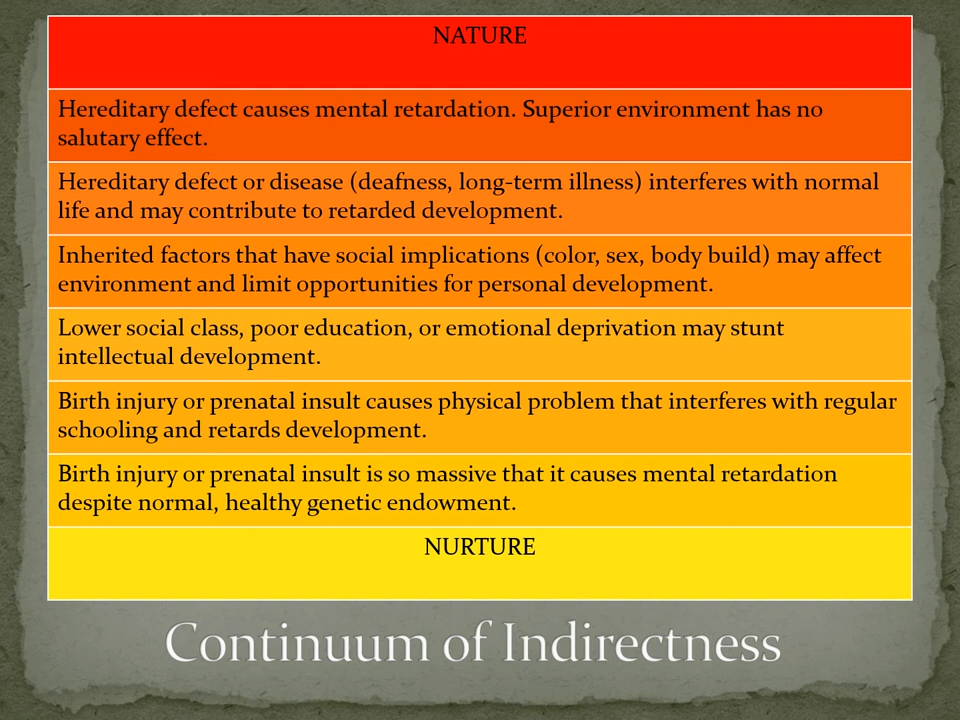 NATURE
Hereditary defect causes mental retardation. Superior environment has no
salutary effect.
Hereditary defect or disease (deafness, long-term illness) interferes with normal
life and may contribute to retarded development.
Inherited factors that have social implications (color, sex, body build) may affect
environment and limit opportunities for personal development.
Lower social class, poor education, or emotional deprivation may stunt
intellectual development.
Birth injury or prenatal insult causes physical problem that interferes with regular
schooling and retards development.
Birth injury or prenatal insult is so massive that it causes mental retardation
despite normal, healthy genetic endowment.
NURTURE
Continuum of Indirectness